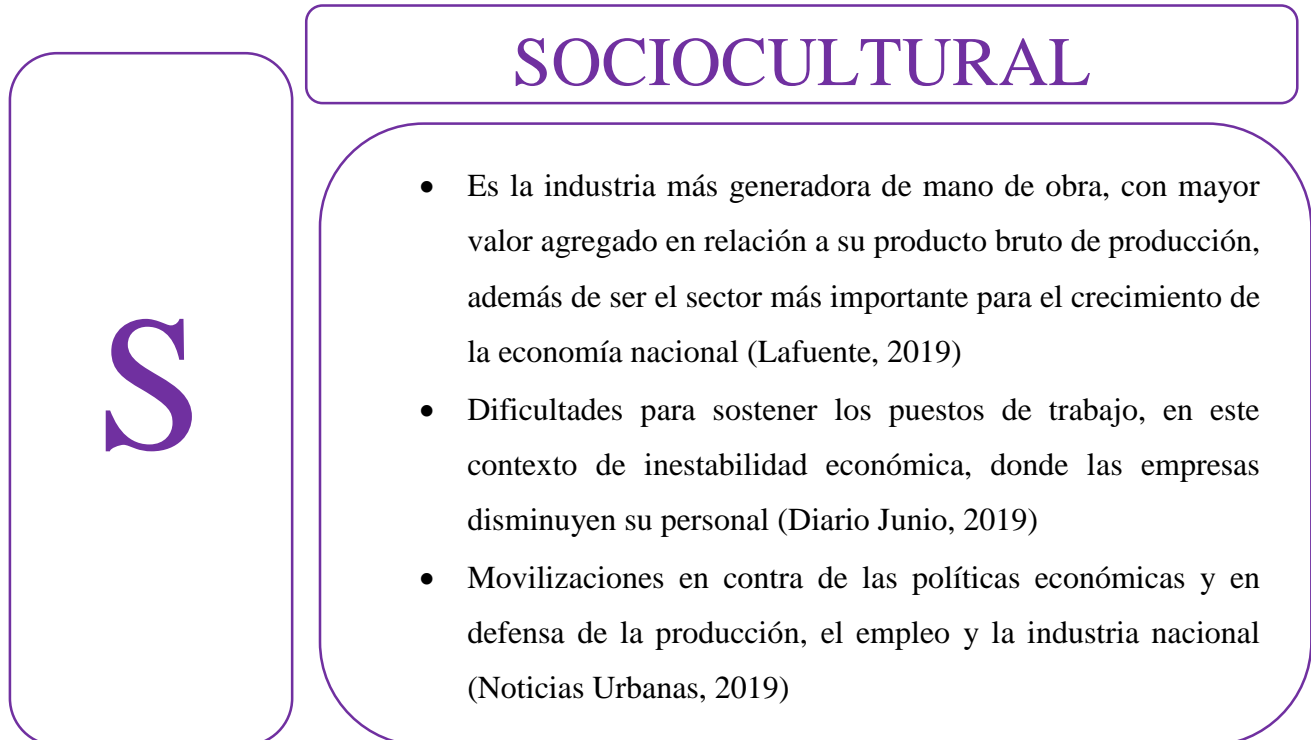 SOCIOCULTURAL
S
• Es la industria más generadora de mano de obra, con mayor
valor agregado en relación a su producto bruto de producción,
además de ser el sector más importante para el crecimiento de
la economía nacional (Lafuente, 2019)
• Dificultades para sostener los puestos de trabajo, en este
contexto de inestabilidad económica, donde las empresas
disminuyen su personal (Diario Junio, 2019)
• Movilizaciones en contra de las políticas económicas y en
defensa de la producción, el empleo y la industria nacional
(Noticias Urbanas, 2019)